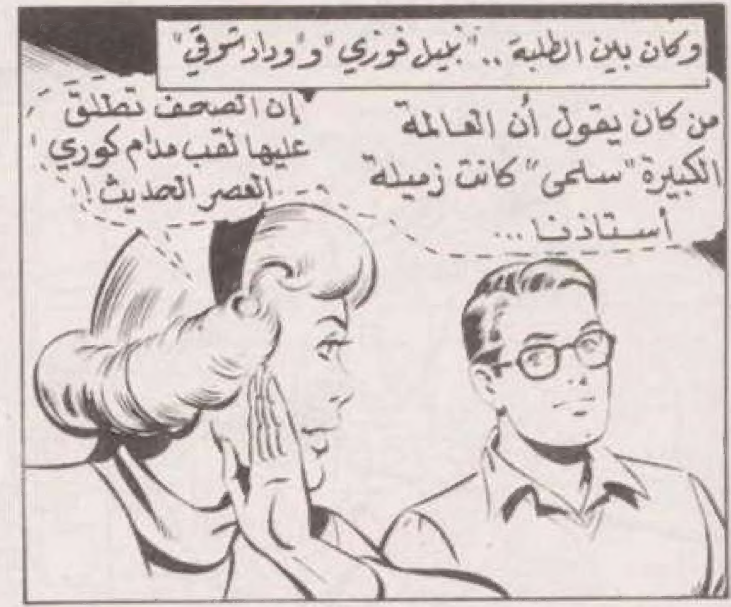 وكان بين الطلبة .. "نبيل فوزي" و"وداد شوقي"
من كان يقول أن العالمة
الكبيرة "سلمى" كانت زميلة
أستاذنا ...
إن الصحف تطلق
عليها لقب مدام كوري
العصر الحديث!